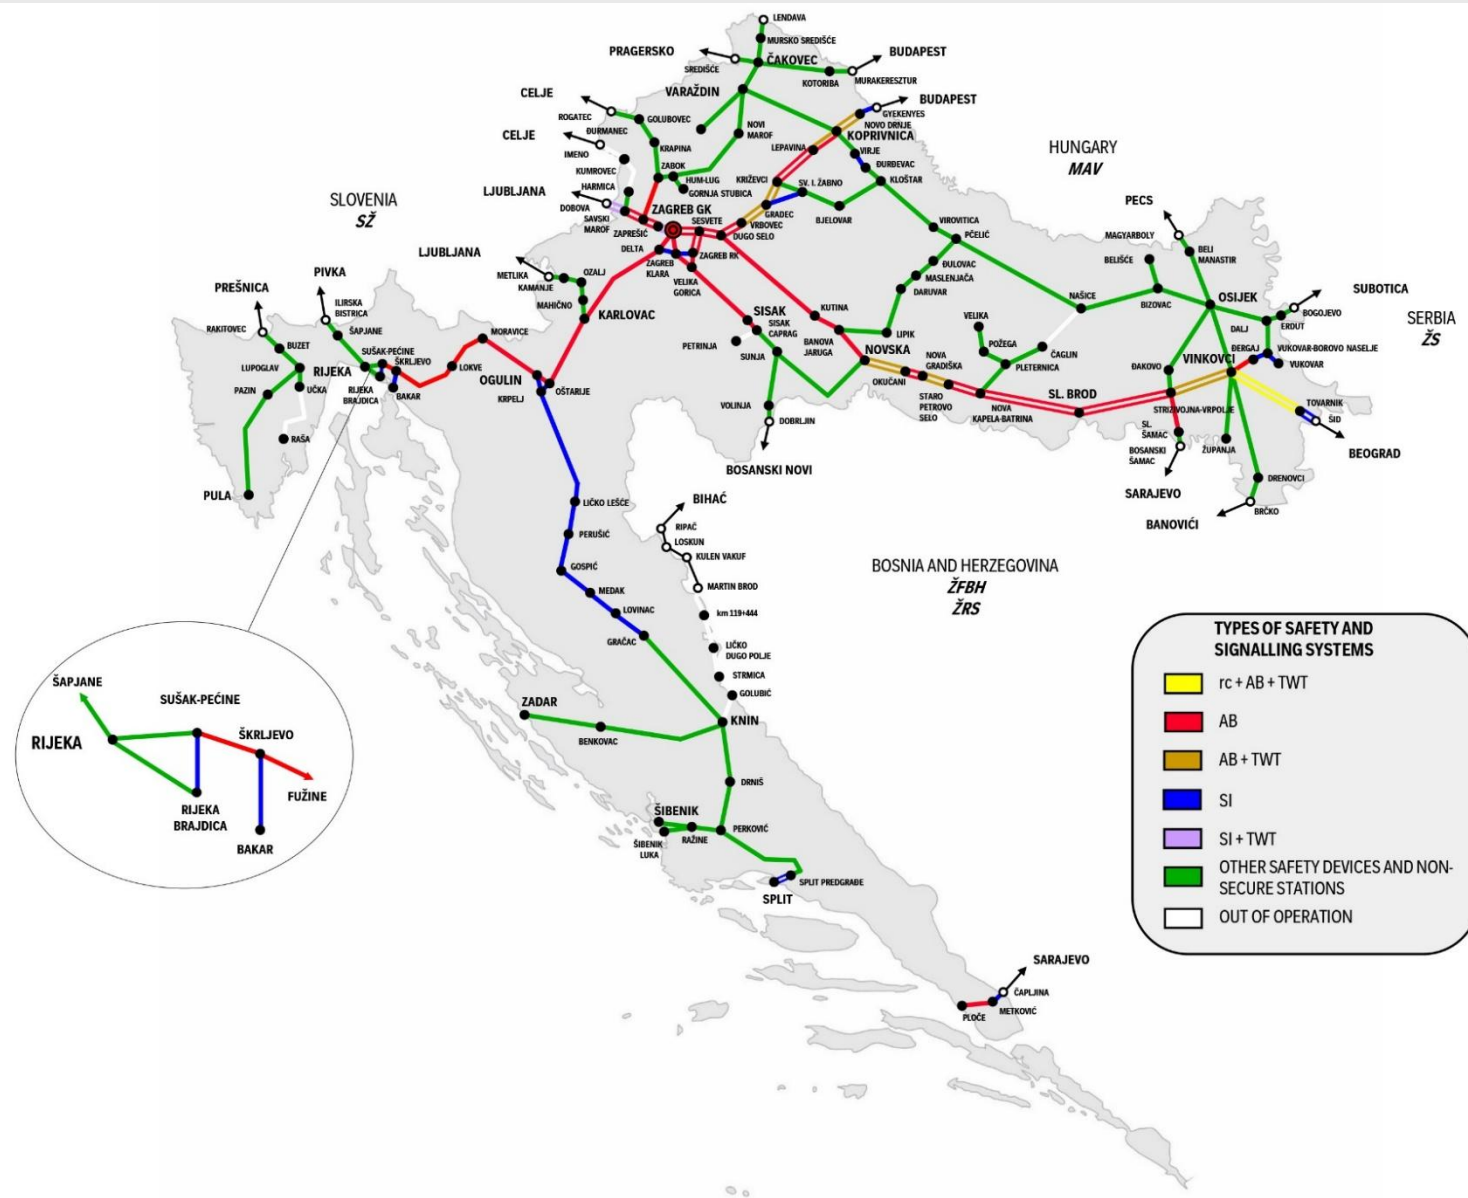 LENDAVA
MURSKO SREDIŠĆE
PRAGERSKO
BUDAPEST
ČAKOVEC
SREDIŠĆE
KOTORIBA
MURAKERESZTUR
VARAŽDIN
CELJE
BUDAPEST
ROGATEC
GOLUBOVEC
GYEKENYES
NOVO DRNJE
ĐURMANEC
NOVI
MAROF
CELJE
KOPRIVNICA
KRAPINA
LEPAVINA
VIRJE
IMENO
ĐURĐEVAC
KUMROVEC
ZABOK
HUM-LUG
KRIŽEVCI
SV. I. ŽABNO
KLOŠTAR
HARMICA
GORNJA STUBICA
LJUBLJANA
DOBOVA
ZAGREB GK
GRADEC
BJELOVAR
SAVSKI
MAROF
SESVETE
VRBOVEC
ZAPREŠIĆ
DUGO SELO
VIROVITICA
PČELIĆ
HUNGARY
MAV
SLOVENIA
SŽ
PECS
MAGYARBOLY
BELI
MANASTIR
BELIŠĆE
LJUBLJANA
DELTA
ZAGREB
KLARA
ZAGREB RK
VELIKA
GORICA
ĐULOVAC
MASLENJAČA
DARUVAR
METLIKA
KAMANJE
OZALJ
MAHIČNO
PIVKA
PREŠNICA
ILIRSKA
BISTRICA
KARLOVAC
SISAK
SISAK
CAPRAG
KUTINA
NAŠICE
BIZOVAC
OSIJEK
SUBOTICA
BOGOJEVO
ERDUT
DALJ
SERBIA
ŽS
RAKITOVEC
ŠAPJANE
BUZET
MORAVICE
PETRINJA
SUNJA
BANOVA
JARUGA
LIPIK
VELIKA
POŽEGA
ČAGLIN
PLETERNICA
ĐERGAJ
VUKOVAR-BOROVO NASELJE
VUKOVAR
VINKOVCI
LUPOGLAV
RIJEKA
SUŠAK-PEĆINE
ŠKRLJEVO
LOKVE
PAZIN
UČKA
RIJEKA
BRAJDICA
BAKAR
OGULIN
KRPELJ
OŠTARIJE
NOVSKA
OKUČANI
NOVA
GRADIŠKA
STARO
PETROVO
SELO
NOVA
KAPELA-BATRINA
SL. BROD
ĐAKOVO
STRIZIVOJNA-VRPOLJE
TOVARNIK
ŠID
BEOGRAD
VOLINJA
DOBRLJIN
BOSANSKI NOVI
SL.
ŠAMAC
BOSANSKI
ŠAMAC
ŽUPANJA
SARAJEVO
DRENOVCI
BRČKO
BANOVIĆI
RAŠA
PULA
LIČKO LEŠĆE
BIHAĆ
RIPAČ
LOSKUN
KULEN VAKUF
MARTIN BROD
PERUŠIĆ
GOSPIĆ
MEDAK
LOVINAC
GRAČAC
km 119+444
LIČKO
DUGO POLJE
STRMICA
GOLUBIĆ
BOSNIA AND HERZEGOVINA
ŽFBH
ŽRS
ZADAR
BENKOVAC
KNIN
DRNIŠ
ŠIBENIK
ŠIBENIK
LUKA
RAŽINE
PERKOVIĆ
SPLIT PREDGRAĐE
SPLIT
SARAJEVO
ČAPLJINA
METKOVIĆ
PLOČE
ŠAPJANE
SUŠAK-PEĆINE
RIJEKA
ŠKRLJEVO
FUŽINE
RIJEKA
BRAJDICA
BAKAR
TYPES OF SAFETY AND
SIGNALLING SYSTEMS
rc + AB + TWT
AB
AB + TWT
SI
SI + TWT
OTHER SAFETY DEVICES AND NON-
SECURE STATIONS
OUT OF OPERATION